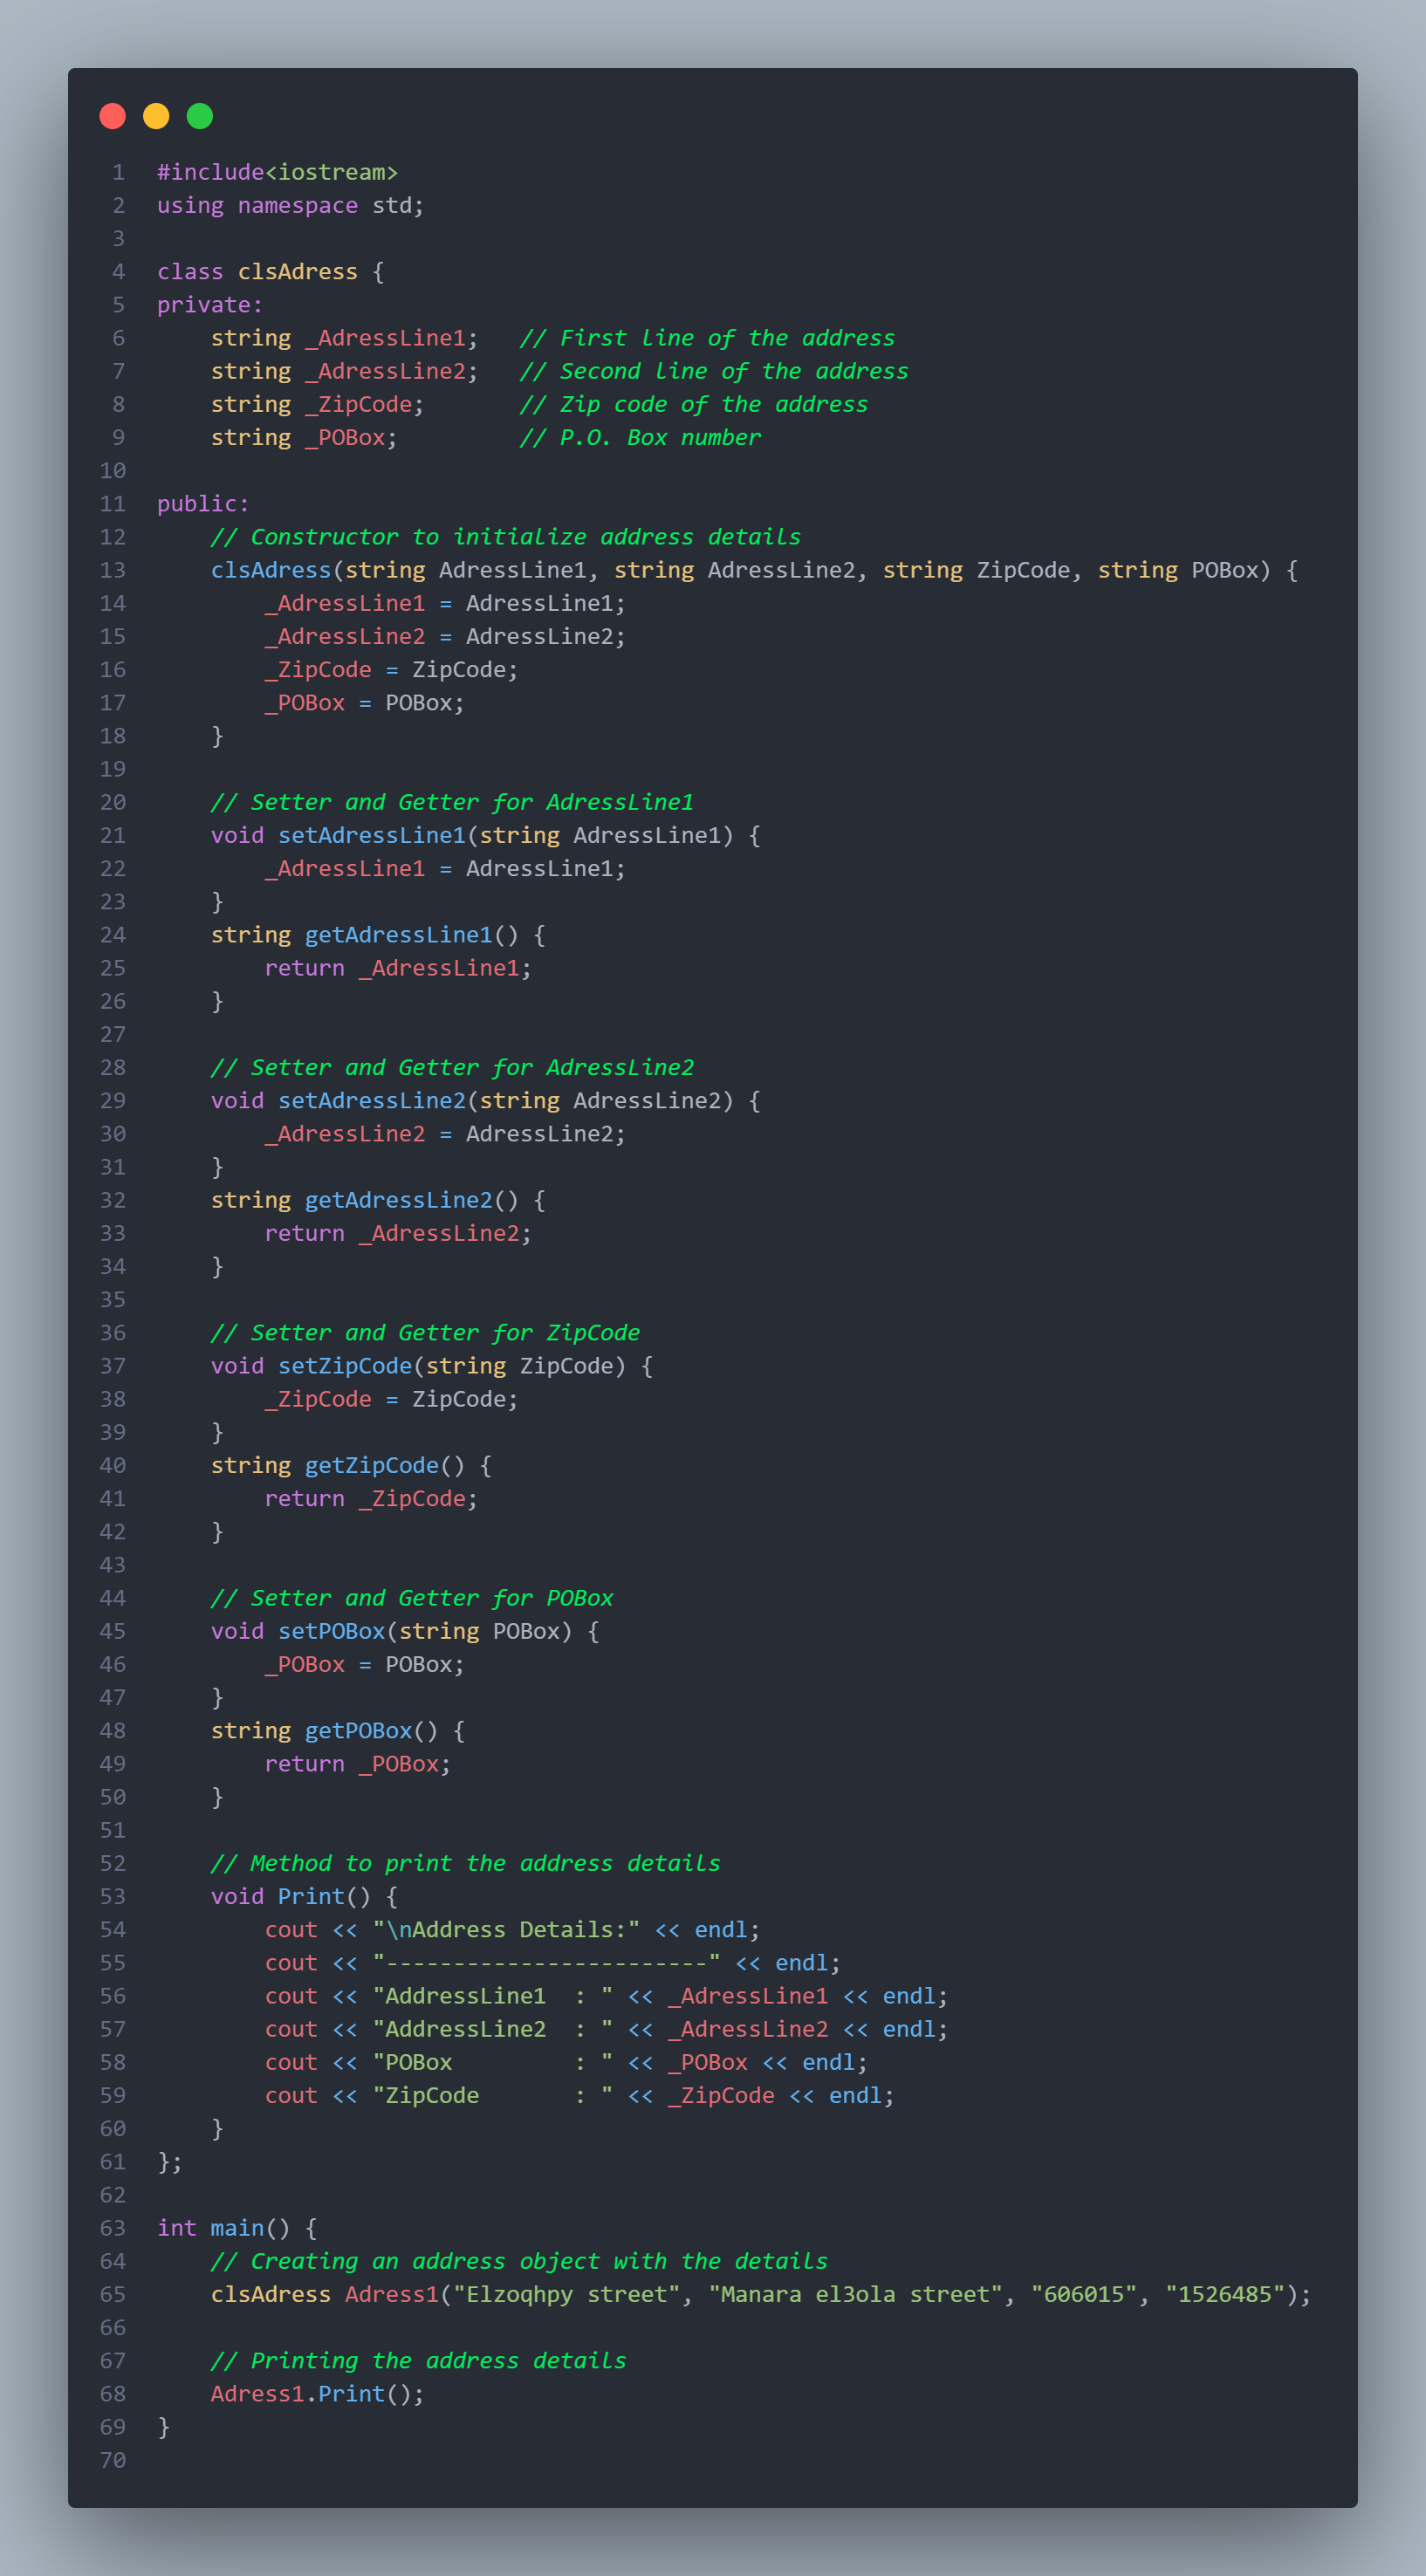 1 #include<iostream>
2 using namespace std;
3
4 class clsAdress {
5 private:
6     string _AdressLine1;   // First line of the address
7     string _AdressLine2;   // Second line of the address
8     string _ZipCode;       // Zip code of the address
9     string _POBox;         // P.O. Box number
10
11 public:
12     // Constructor to initialize address details
13     clsAdress(string AdressLine1, string AdressLine2, string ZipCode, string POBox) {
14         _AdressLine1 = AdressLine1;
15         _AdressLine2 = AdressLine2;
16         _ZipCode = ZipCode;
17         _POBox = POBox;
18     }
19
20     // Setter and Getter for AdressLine1
21     void setAdressLine1(string AdressLine1) {
22         _AdressLine1 = AdressLine1;
23     }
24     string getAdressLine1() {
25         return _AdressLine1;
26     }
27
28     // Setter and Getter for AdressLine2
29     void setAdressLine2(string AdressLine2) {
30         _AdressLine2 = AdressLine2;
31     }
32     string getAdressLine2() {
33         return _AdressLine2;
34     }
35
36     // Setter and Getter for ZipCode
37     void setZipCode(string ZipCode) {
38         _ZipCode = ZipCode;
39     }
40     string getZipCode() {
41         return _ZipCode;
42     }
43
44     // Setter and Getter for POBox
45     void setPOBox(string POBox) {
46         _POBox = POBox;
47     }
48     string getPOBox() {
49         return _POBox;
50     }
51
52     // Method to print the address details
53     void Print() {
54         cout << "\nAddress Details:" << endl;
55         cout << "------------------------" << endl;
56         cout << "AddressLine1  : " << _AdressLine1 << endl;
57         cout << "AddressLine2  : " << _AdressLine2 << endl;
58         cout << "POBox         : " << _POBox << endl;
59         cout << "ZipCode       : " << _ZipCode << endl;
60     }
61 };
62
63 int main() {
64     // Creating an address object with the details
65     clsAdress Adress1("Elzoqhpy street", "Manara el3ola street", "606015", "1526485");
66
67     // Printing the address details
68     Adress1.Print();
69 }
70